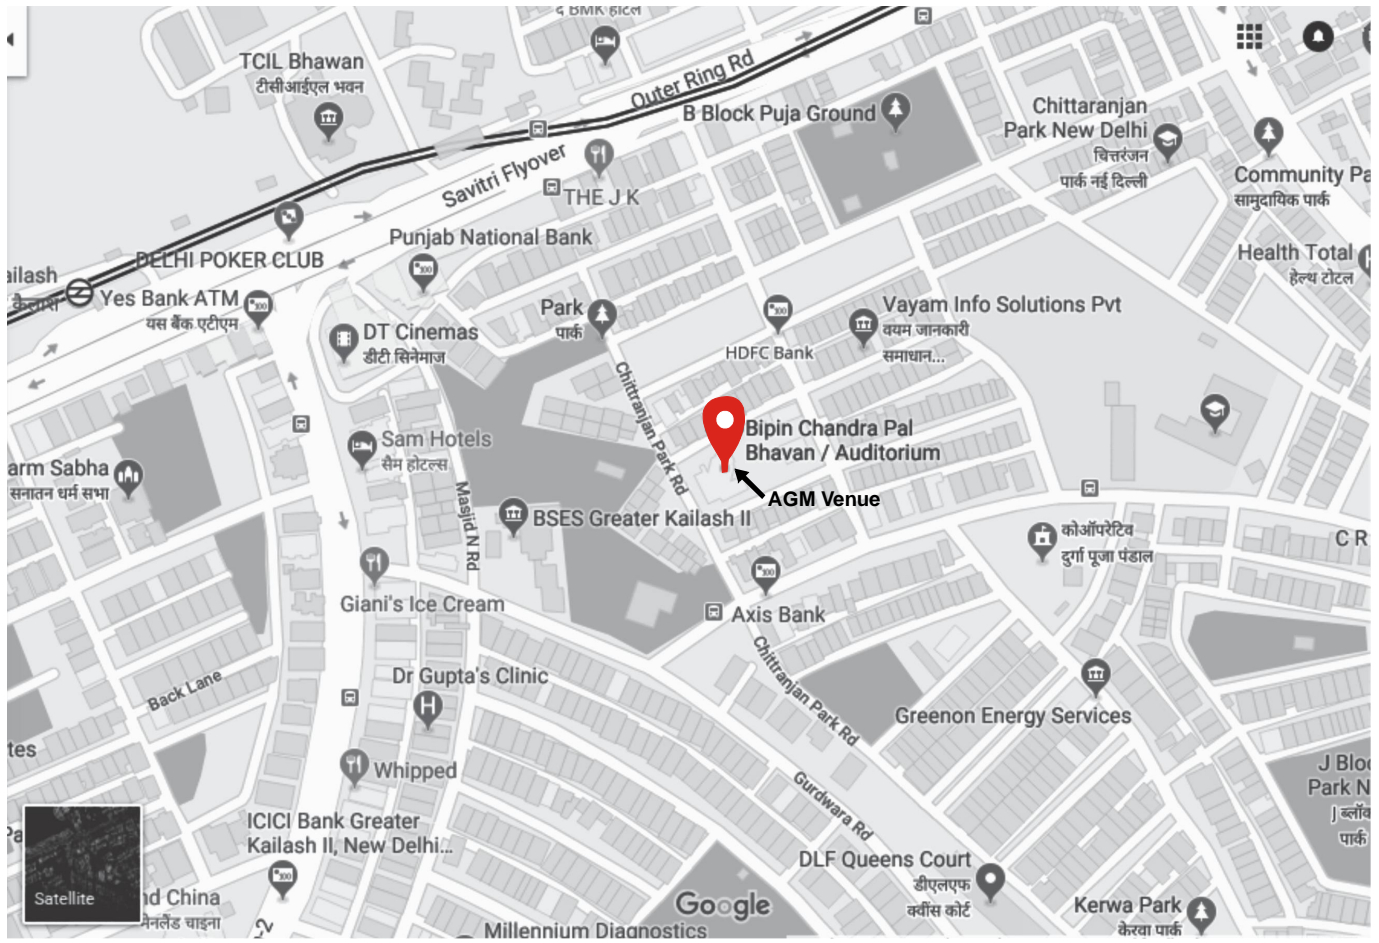 द BMK होटल
TCIL Bhawan
टीसीआईएल भवन
Outer Ring Rd
B Block Puja Ground
Chittaranjan
Park New Delhi
चित्तरंजन
पार्क नई दिल्ली
Community Pa
सामुदायिक पार्क
Savitri Flyover
THE J K
Punjab National Bank
DELHI POKER CLUB
Health Total
हेल्थ टोटल
ailash
कैलाश
Yes Bank ATM
यस बैंक एटीएम
Park
पार्क
Vayam Info Solutions Pvt
वयम जानकारी
समाधान...
DT Cinemas
डीटी सिनेमाज
HDFC Bank
Chittranjan Park Rd
Bipin Chandra Pal
Bhavan / Auditorium
AGM Venue
Sam Hotels
सैम होटल्स
arm Sabha
सनातन धर्म सभा
Masjid N Rd
BSES Greater Kailash II
कोऑपरेटिव
दुर्गा पूजा पंडाल
C R
Giani's Ice Cream
Axis Bank
Chittranjan Park Rd
Dr Gupta's Clinic
Back Lane
Greenon Energy Services
tes
Whipped
J Bloc
Park N
J ब्लॉक
पार्क
Gurdwara Rd
ICICI Bank Greater
Kailash II, New Delhi...
DLF Queens Court
डीएलएफ
क्वींस कोर्ट
Satellite
nd China
मेनलैंड चाइना
Google
Kerwa Park
केरवा पार्क
Millennium Diagnostics